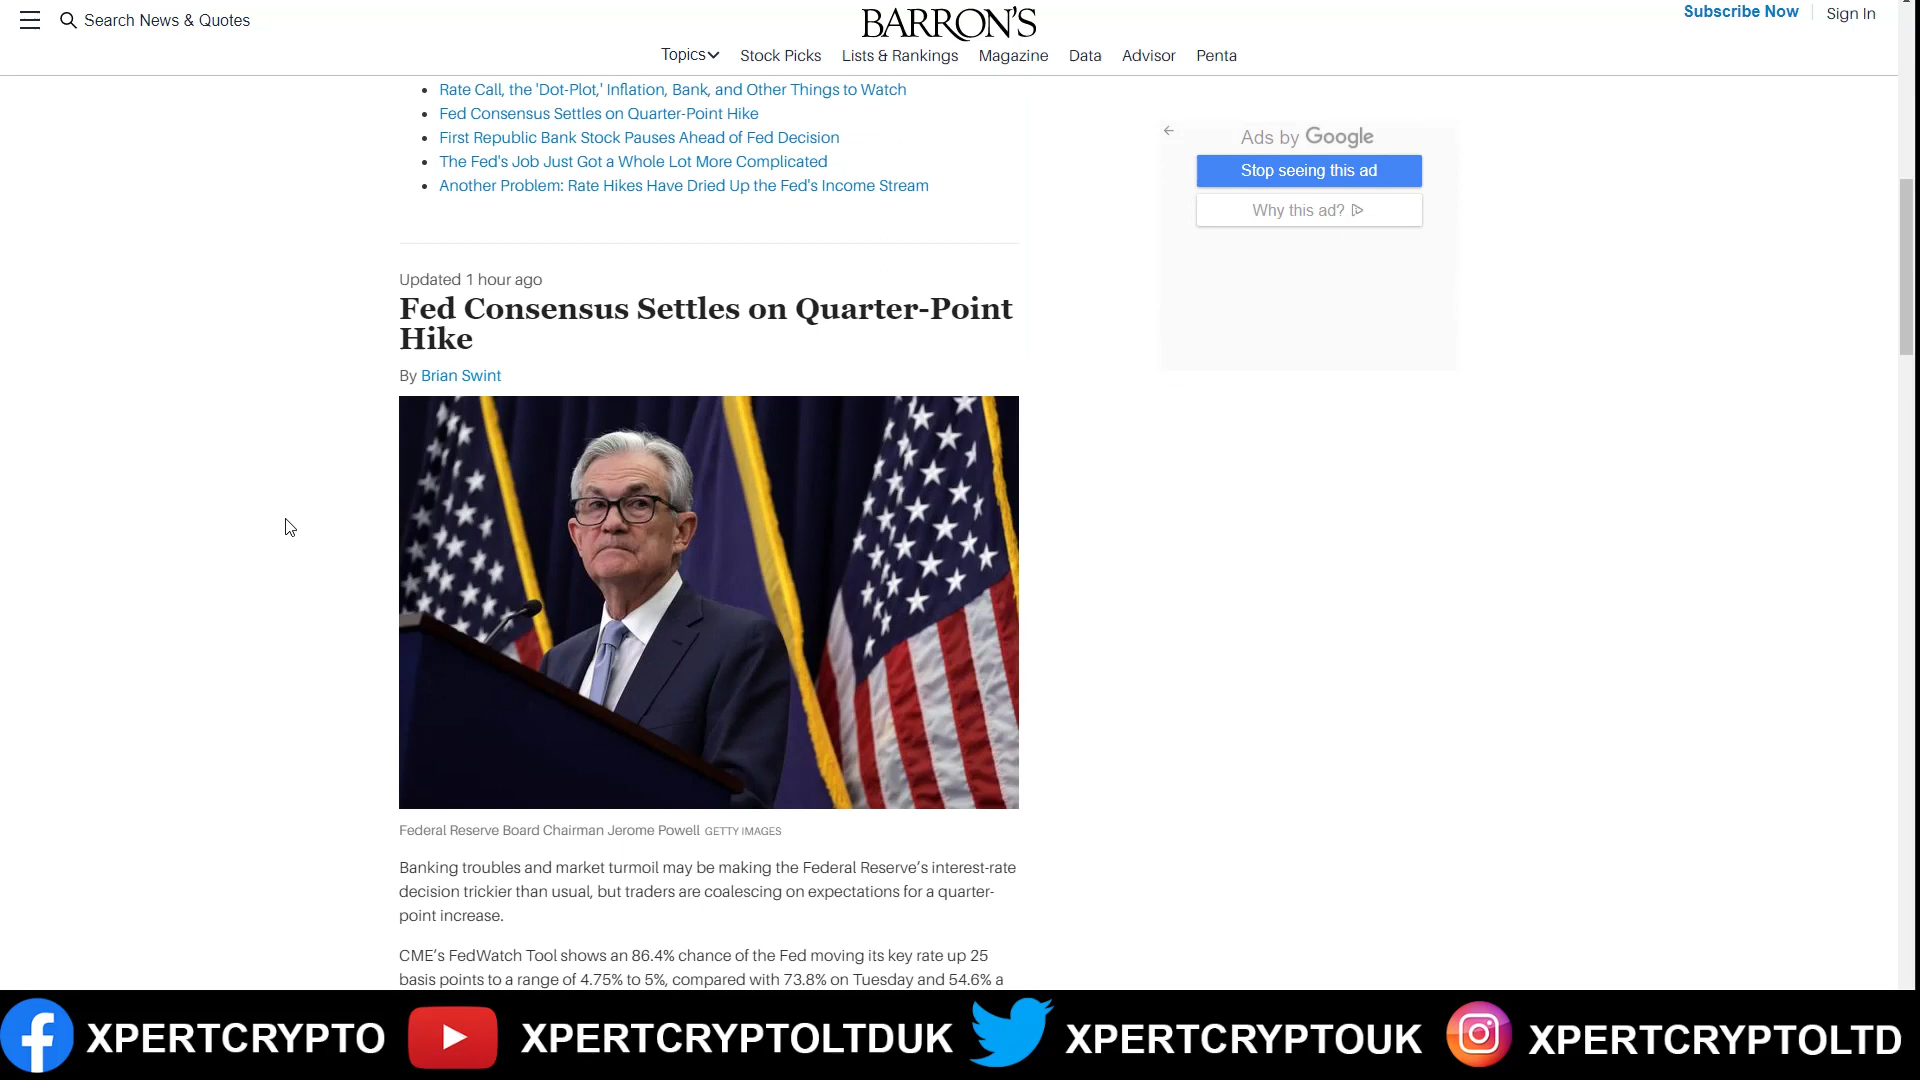 Search News & Quotes
BARRON'S
Subscribe Now
Sign In
Topics
Stock Picks
Lists & Rankings
Magazine
Data
Advisor
Penta
Rate Call, the 'Dot-Plot,' Inflation, Bank, and Other Things to Watch
Fed Consensus Settles on Quarter-Point Hike
First Republic Bank Stock Pauses Ahead of Fed Decision
The Fed's Job Just Got a Whole Lot More Complicated
Another Problem: Rate Hikes Have Dried Up the Fed's Income Stream
Ads by Google
Stop seeing this ad
Why this ad?
Updated 1 hour ago
Fed Consensus Settles on Quarter-Point
Hike
By Brian Swint
Federal Reserve Board Chairman Jerome Powell GETTY IMAGES
Banking troubles and market turmoil may be making the Federal Reserve’s interest-rate
decision trickier than usual, but traders are coalescing on expectations for a quarter-
point increase.
CME’s FedWatch Tool shows an 86.4% chance of the Fed moving its key rate up 25
basis points to a range of 4.75% to 5%, compared with 73.8% on Tuesday and 54.6% a
XPERTCRYPTO
XPERTCRYPTOLTDUK
XPERTCRYPTOUK
XPERTCRYPTOLTD